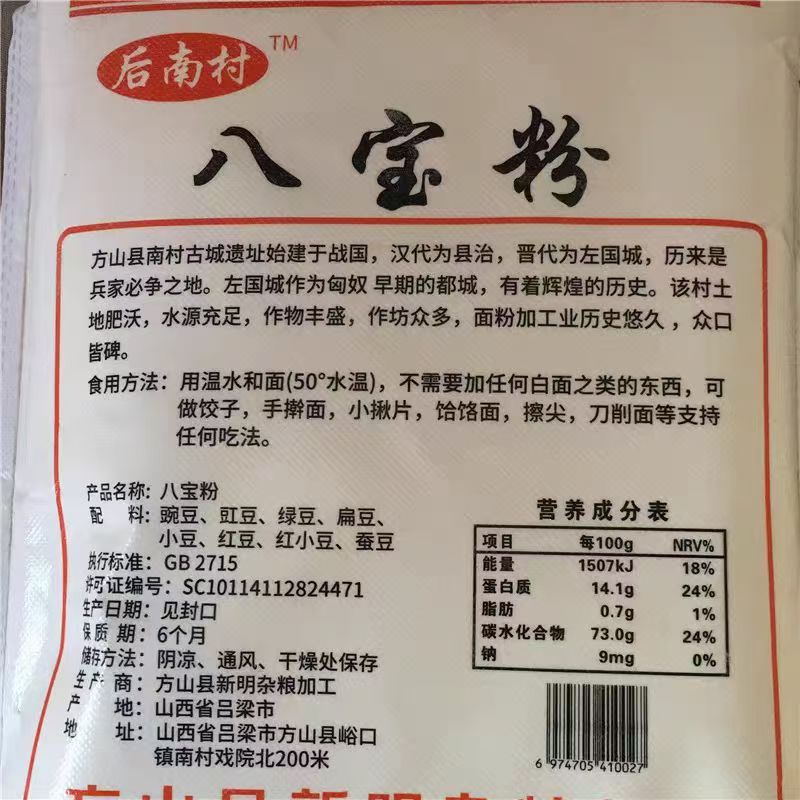 后南村 TM
八宝粉
方山县南村古城遗址始建于战国，汉代为县治，晋代为左国城，历来是
兵家必争之地。左国城作为匈奴 早期的都城，有着辉煌的历史。该村土
地肥沃，水源充足，作物丰盛，作坊众多，面粉加工业历史悠久 ，众口
皆碑。
食用方法：用温水和面(50°水温)，不需要加任何白面之类的东西，可
做饺子，手擀面，小揪片，饸饹面，擦尖，刀削面等支持
任何吃法。
产品名称：八宝粉
配 料：豌豆、豇豆、绿豆、扁豆、
小豆、红豆、红小豆、蚕豆
执行标准：GB 2715
许可证编号：SC10114112824471
生产日期：见封口
保质期：6个月
储存方法：阴凉、通风、干燥处保存
生产商：方山县新明杂粮加工
产 地：山西省吕梁市
地 址：山西省吕梁市方山县峪口
镇南村戏院北200米
营养成分表
项目 每100g NRV%
能量 1507kJ 18%
蛋白质 14.1g 24%
脂肪 0.7g 1%
碳水化合物 73.0g 24%
钠 9mg 0%
6 974705 410027